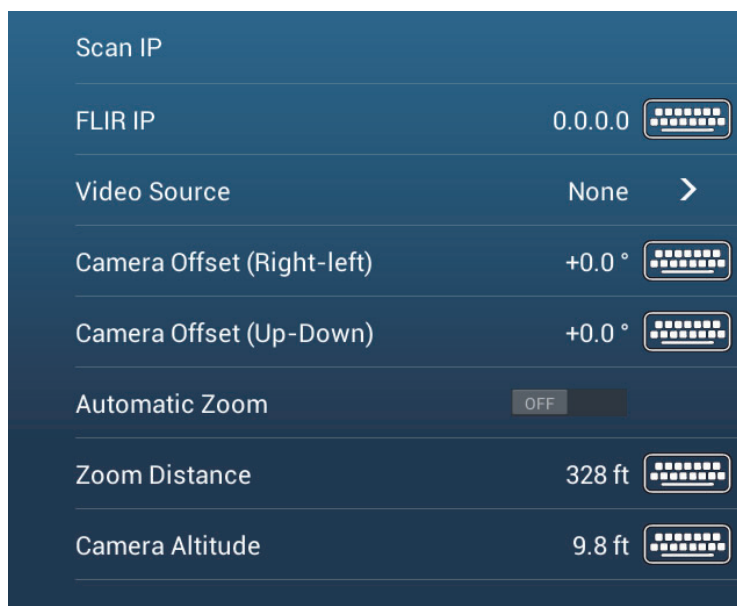 Scan IP
FLIR IP 0.0.0.0
Video Source None
Camera Offset (Right-left) +0.0 °
Camera Offset (Up-Down) +0.0 °
Automatic Zoom OFF
Zoom Distance 328 ft
Camera Altitude 9.8 ft